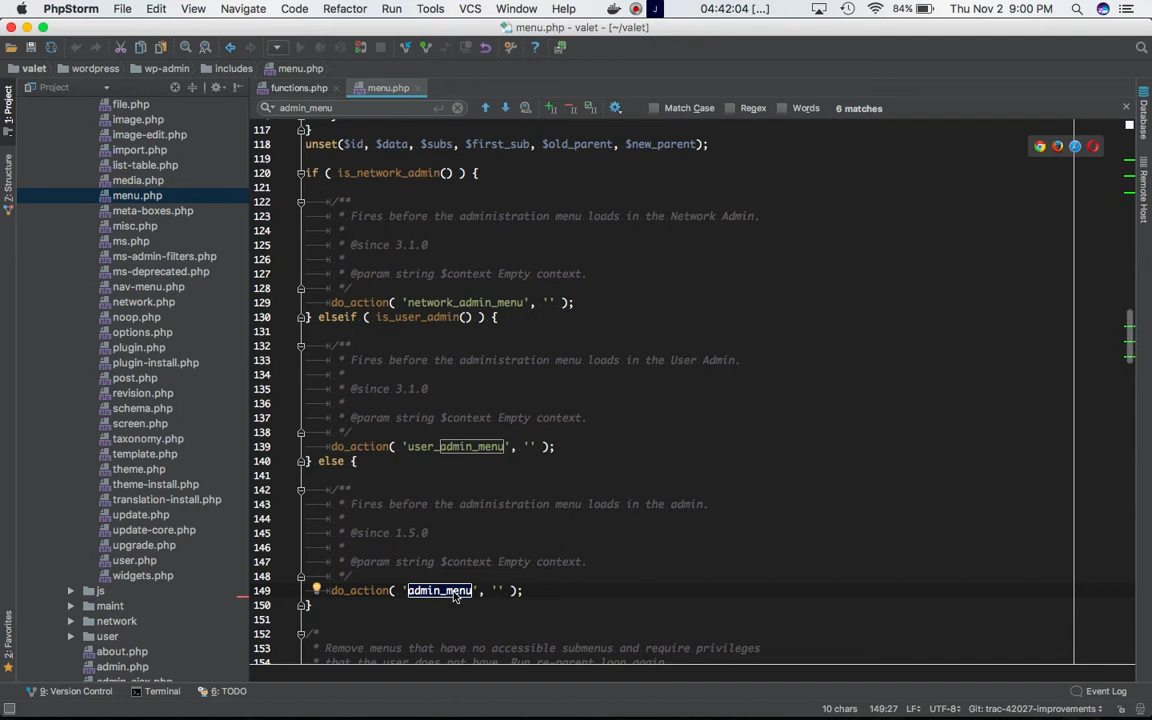 PhpStorm File Edit View Navigate Code Refactor Run Tools VCS Window Help 04:42:04 [...] 84% Thu Nov 2 9:00 PM
menu.php - valet - [~/valet]
valet wordpress wp-admin includes menu.php
Project functions.php menu.php
admin_menu Match Case Regex Words 6 matches
1: Project
Z: Structure
2: Favorites
Database
Remote Host
file.php
image.php
image-edit.php
import.php
list-table.php
media.php
menu.php
meta-boxes.php
misc.php
ms.php
ms-admin-filters.php
ms-deprecated.php
nav-menu.php
network.php
noop.php
options.php
plugin.php
plugin-install.php
post.php
revision.php
schema.php
screen.php
taxonomy.php
template.php
theme.php
theme-install.php
translation-install.php
update.php
update-core.php
upgrade.php
user.php
widgets.php
js
maint
network
user
about.php
admin.php
admin-ajax.php
117 }
118 unset($id, $data, $subs, $first_sub, $old_parent, $new_parent);
119
120 if ( is_network_admin() ) {
121
122 /**
123 * Fires before the administration menu loads in the Network Admin.
124 *
125 * @since 3.1.0
126 *
127 * @param string $context Empty context.
128 */
129 do_action( 'network_admin_menu', '' );
130 } elseif ( is_user_admin() ) {
131
132 /**
133 * Fires before the administration menu loads in the User Admin.
134 *
135 * @since 3.1.0
136 *
137 * @param string $context Empty context.
138 */
139 do_action( 'user_admin_menu', '' );
140 } else {
141
142 /**
143 * Fires before the administration menu loads in the admin.
144 *
145 * @since 1.5.0
146 *
147 * @param string $context Empty context.
148 */
149 do_action( 'admin_menu', '' );
150 }
151
152 /*
153 * Remove menus that have no accessible submenus and require privileges
154 * that the user does not have. Run re-parent loop again.
9: Version Control Terminal 6: TODO Event Log
10 chars 149:27 LF÷ UTF-8÷ Git: trac-42027-improvements÷